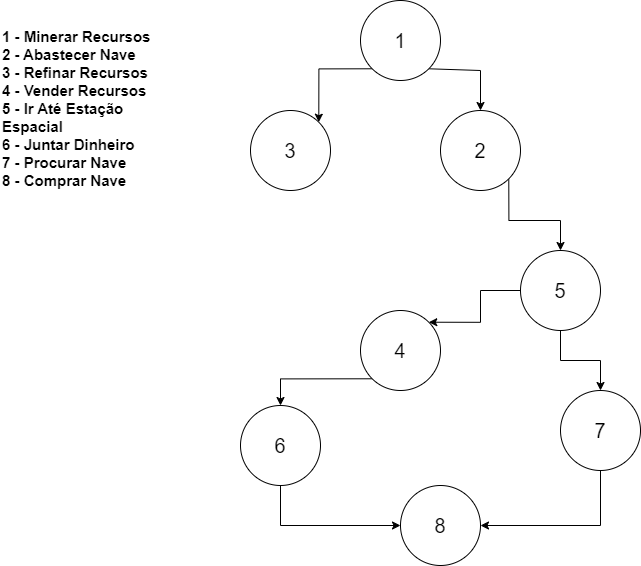 1 - Minerar Recursos
2 - Abastecer Nave
3 - Refinar Recursos
4 - Vender Recursos
5 - Ir Até Estação
Espacial
6 - Juntar Dinheiro
7 - Procurar Nave
8 - Comprar Nave
1
3
2
5
4
6
7
8